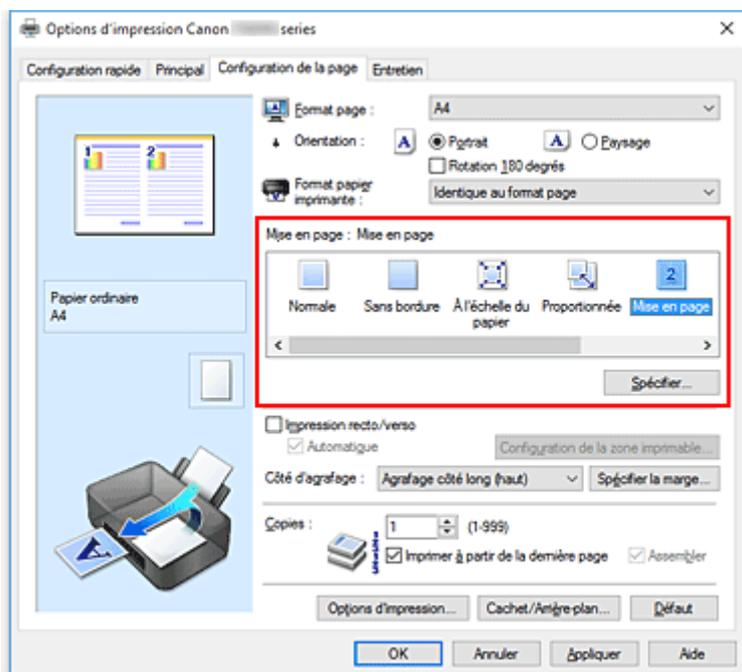 Options d'impression Canon series
Configuration rapide Principal Configuration de la page Entretien
1 2
Papier ordinaire
A4
Format page : A4
Orientation : A Portrait A Paysage
Rotation 180 degrés
Format papier imprimante : Identique au format page
Mise en page : Mise en page
2
Normale Sans bordure À l'échelle du papier Proportionnée Mise en page
Spécifier...
Impression recto/verso
Automatique Configuration de la zone imprimable...
Côté d'agrafage : Agrafage côté long (haut) Spécifier la marge...
Copies : 1 (1-999)
Imprimer à partir de la dernière page Assembler
A
Options d'impression... Cachet/Arrière-plan... Défaut
OK Annuler Appliquer Aide